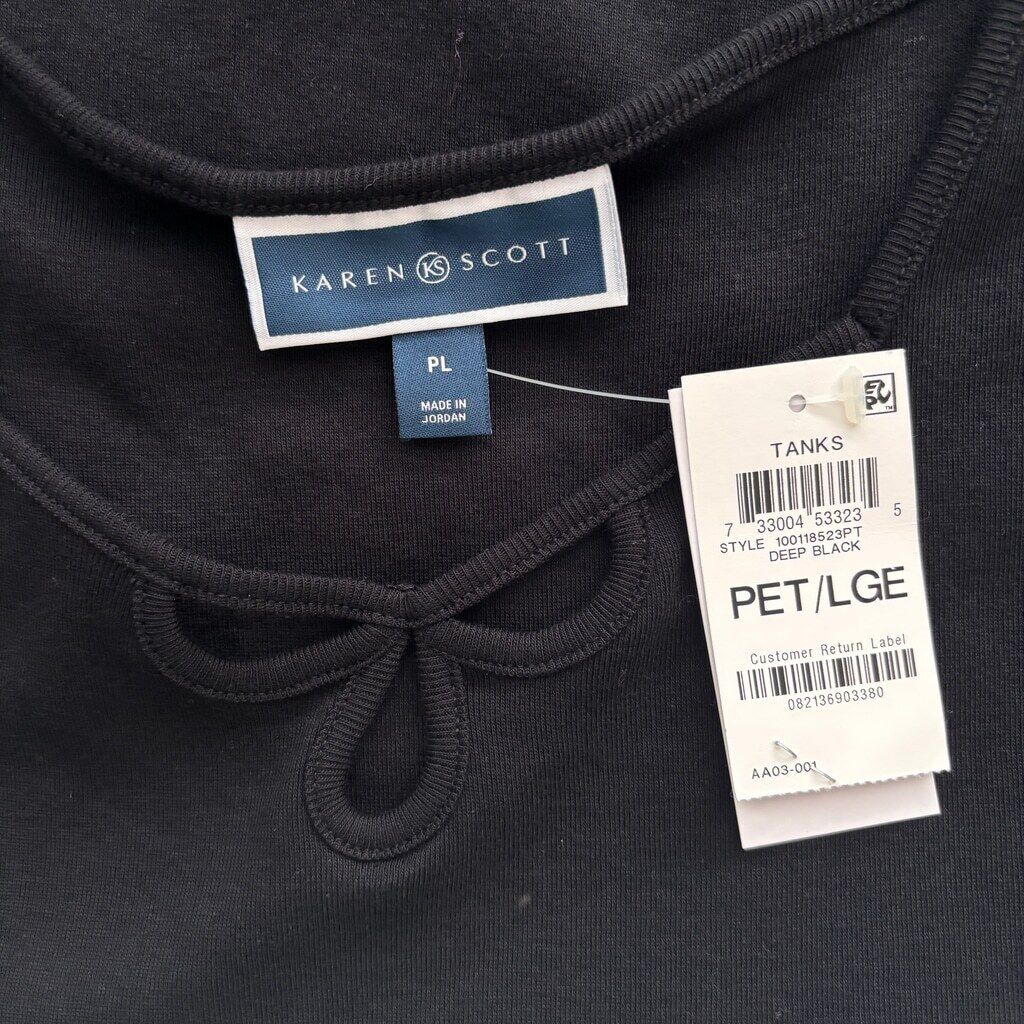 KAREN KS SCOTT
PL
MADE IN
JORDAN
TANKS
7 33004 53323 5
STYLE 100118523PT
DEEP BLACK
PET/LGE
Customer Return Label
082136903380
AA03-001